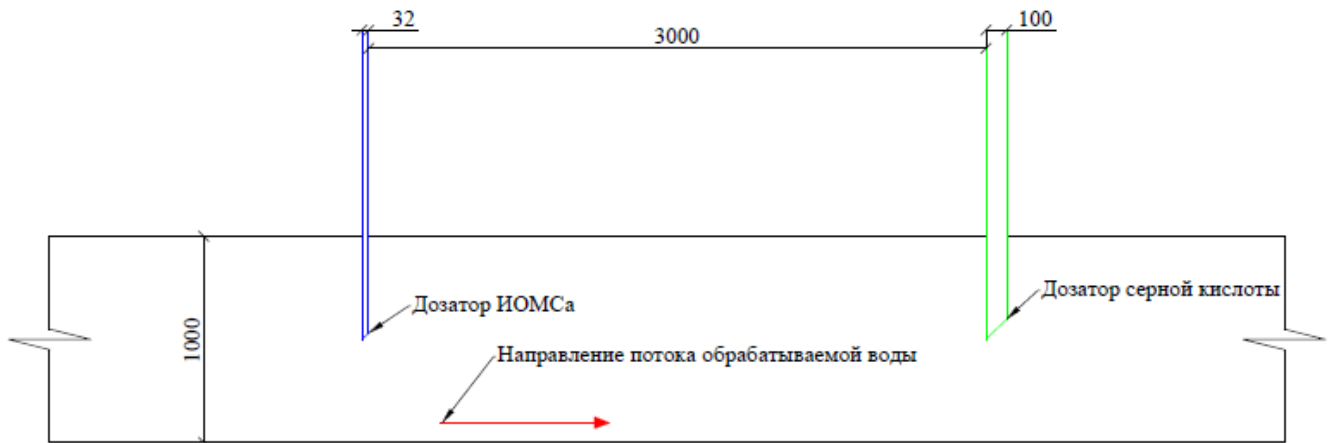 32
3000
100
Дозатор ИОМСа
Дозатор серной кислоты
1000
Направление потока обрабатываемой воды